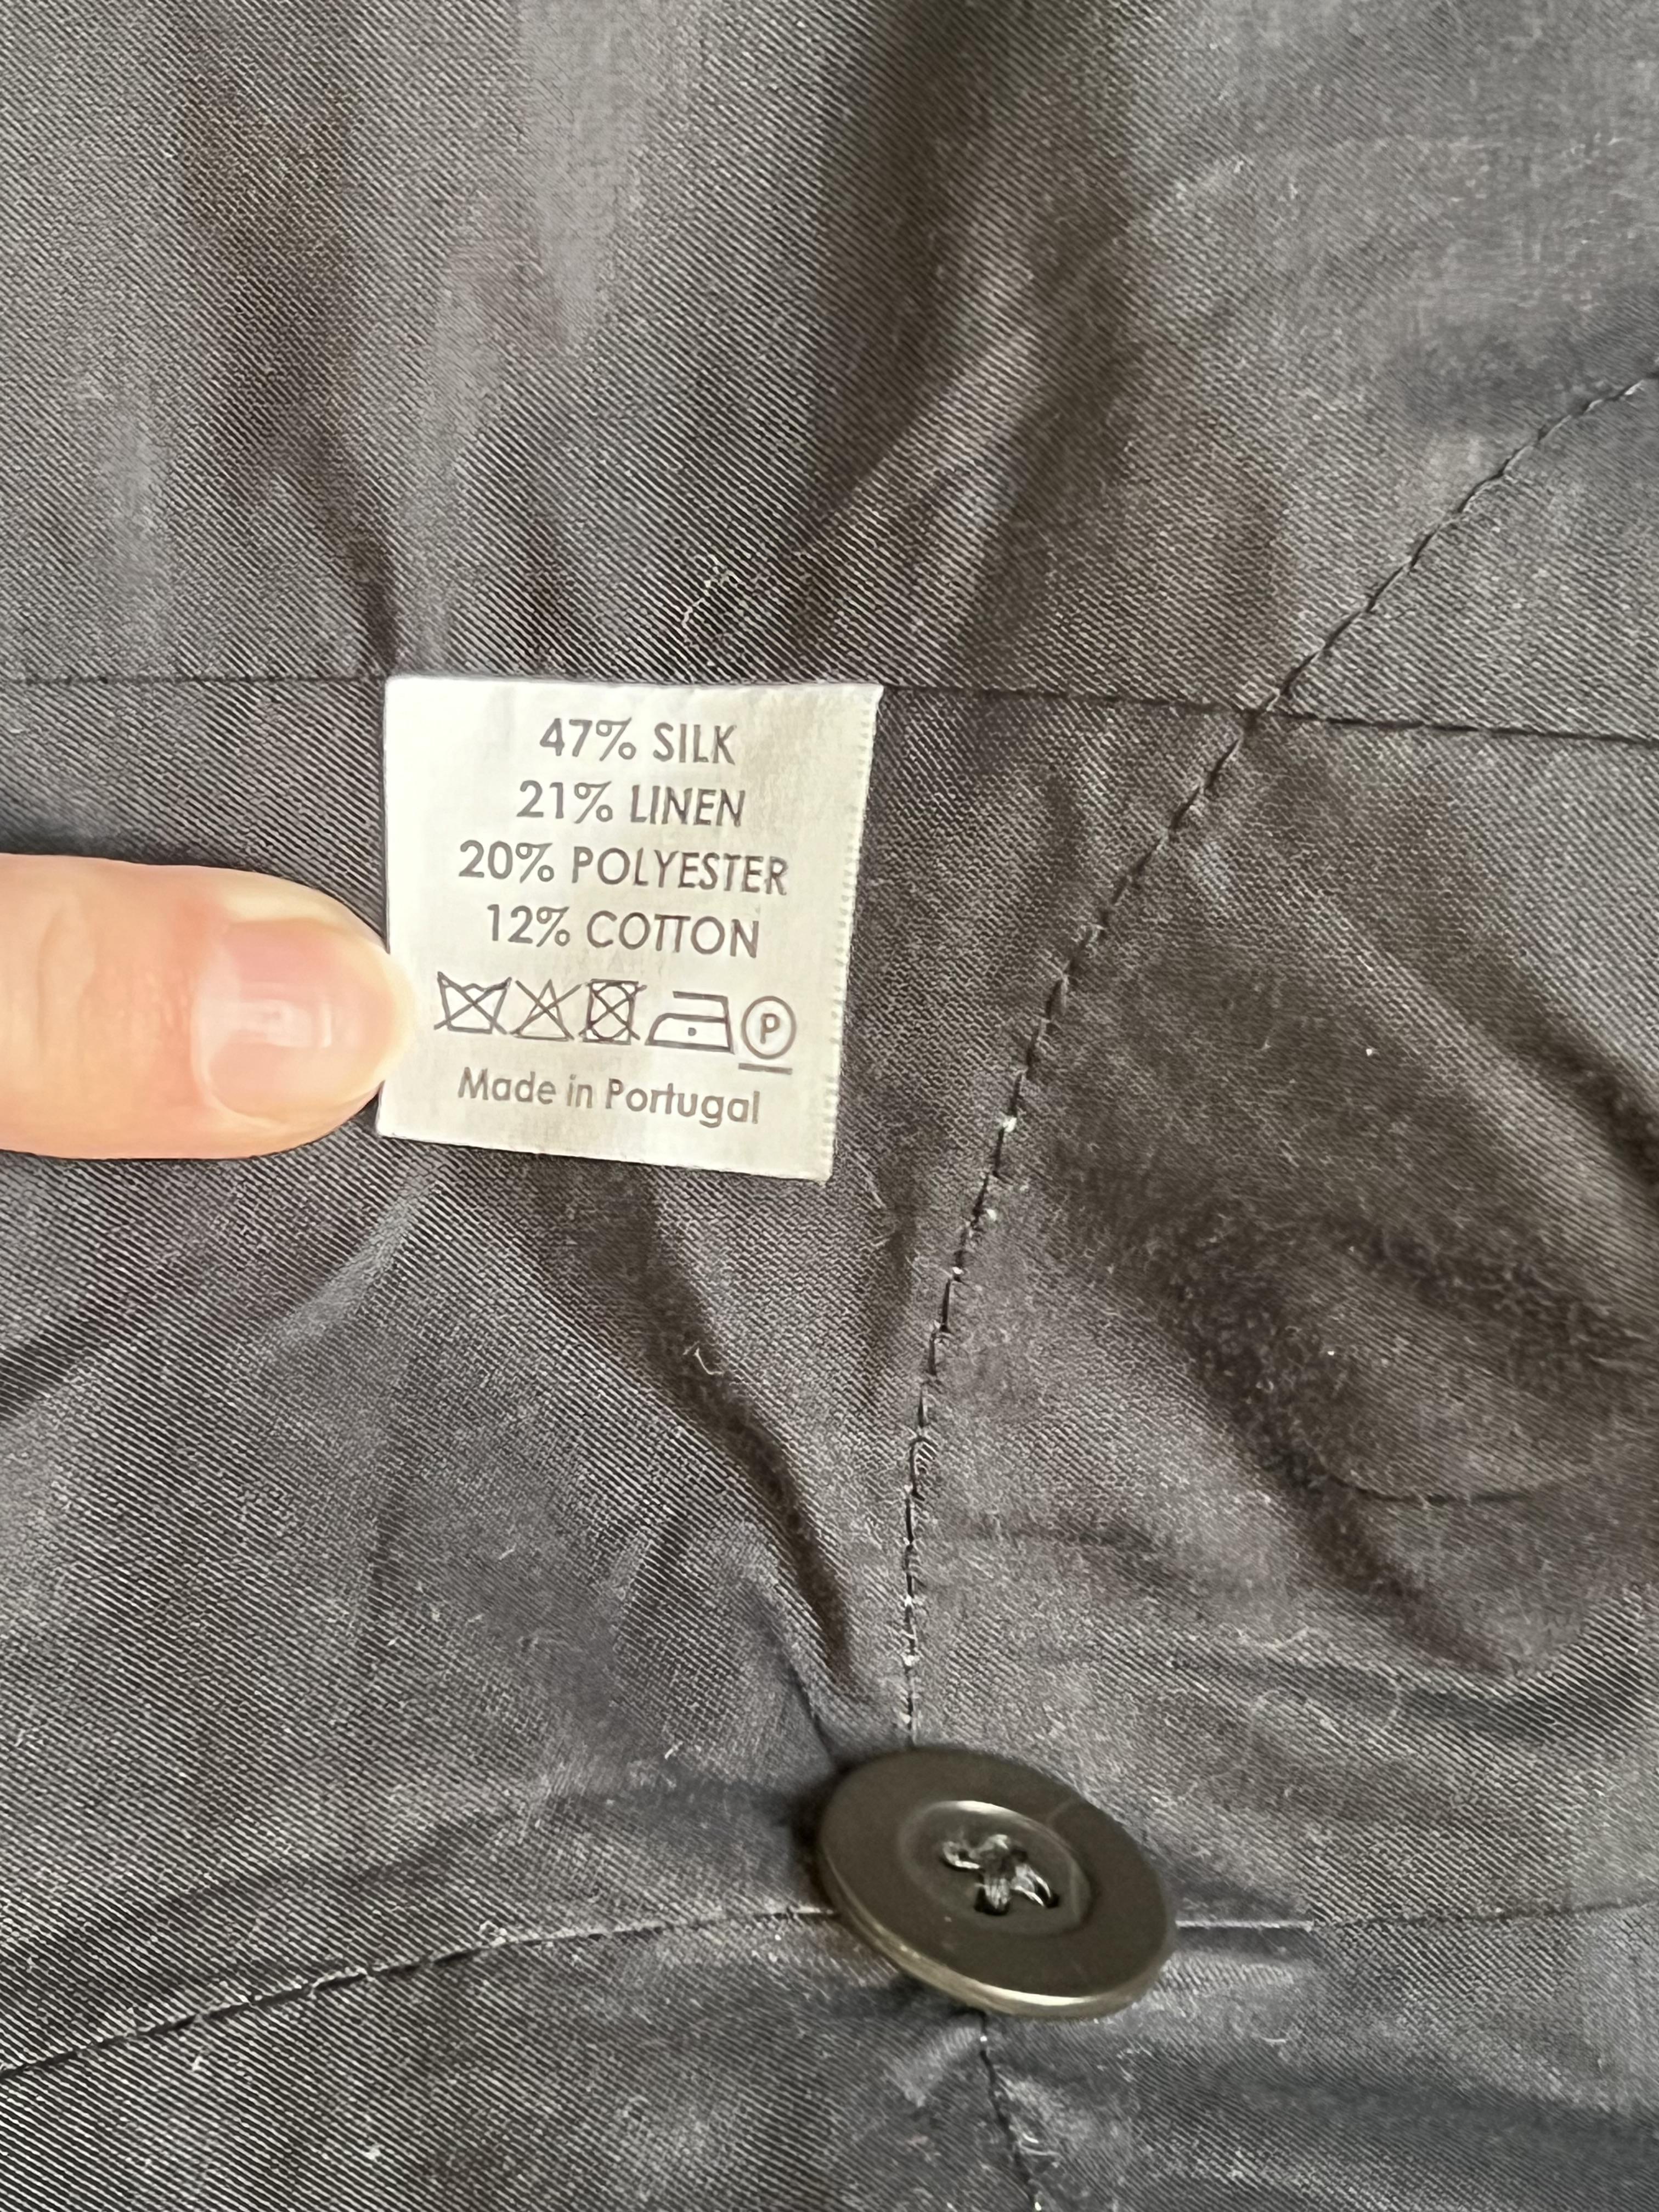 47% SILK
21% LINEN
20% POLYESTER
12% COTTON
P
Made in Portugal